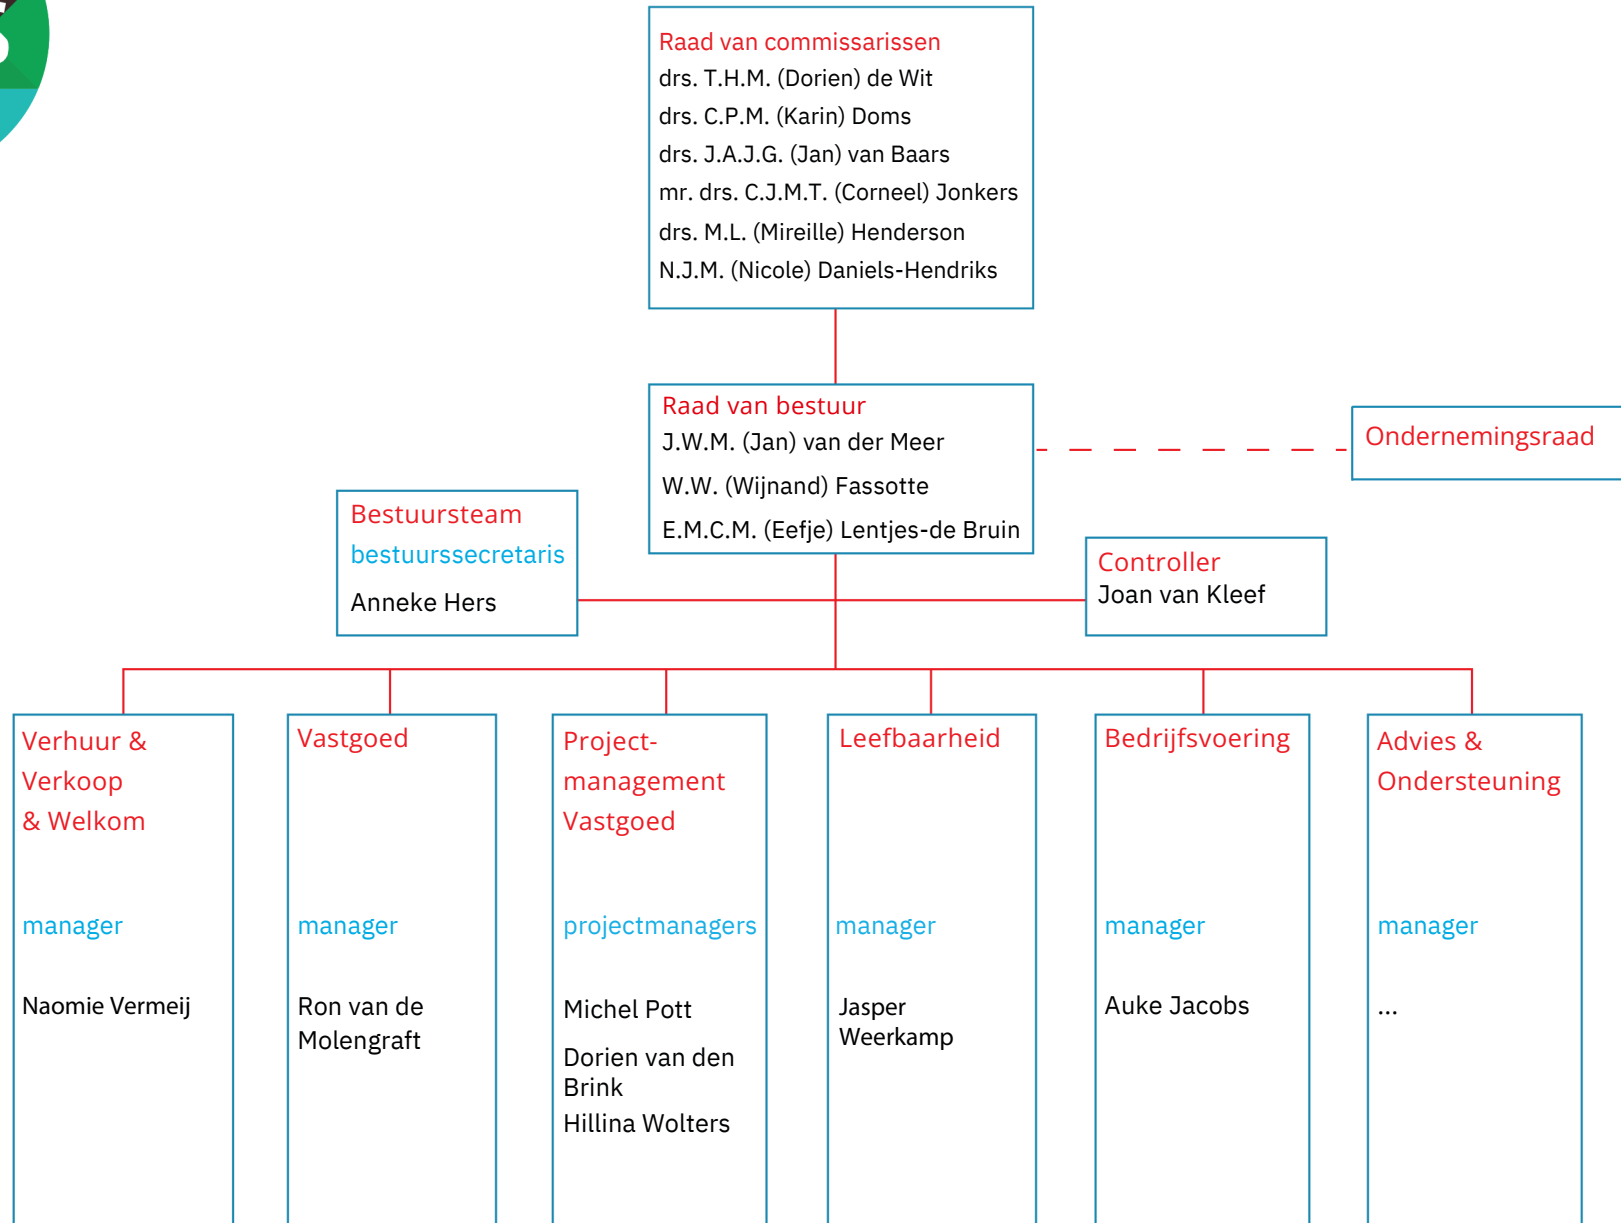 Raad van commissarissen
drs. T.H.M. (Dorien) de Wit
drs. C.P.M. (Karin) Doms
drs. J.A.J.G. (Jan) van Baars
mr. drs. C.J.M.T. (Corneel) Jonkers
drs. M.L. (Mireille) Henderson
N.J.M. (Nicole) Daniels-Hendriks
Raad van bestuur
J.W.M. (Jan) van der Meer
W.W. (Wijnand) Fassotte
E.M.C.M. (Eefje) Lentjes-de Bruin
Ondernemingsraad
Bestuursteam
bestuurssecretaris
Anneke Hers
Controller
Joan van Kleef
Verhuur &
Verkoop
& Welkom
manager
Naomie Vermeij
Vastgoed
manager
Ron van de
Molengraft
Project-
management
Vastgoed
projectmanagers
Michel Pott
Dorien van den
Brink
Hillina Wolters
Leefbaarheid
manager
Jasper
Weerkamp
Bedrijfsvoering
manager
Auke Jacobs
Advies &
Ondersteuning
manager
...